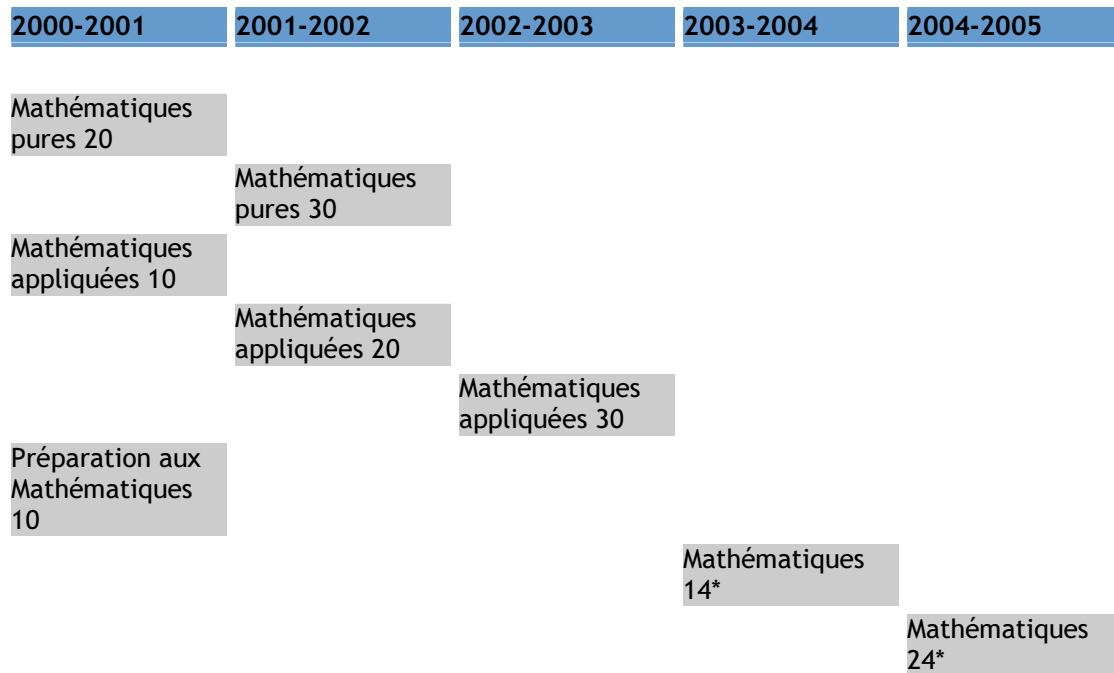 2000-2001 2001-2002 2002-2003 2003-2004 2004-2005
Mathématiques
pures 20
Mathématiques
pures 30
Mathématiques
appliquées 10
Mathématiques
appliquées 20
Mathématiques
appliquées 30
Préparation aux
Mathématiques
10
Mathématiques
14*
Mathématiques
24*